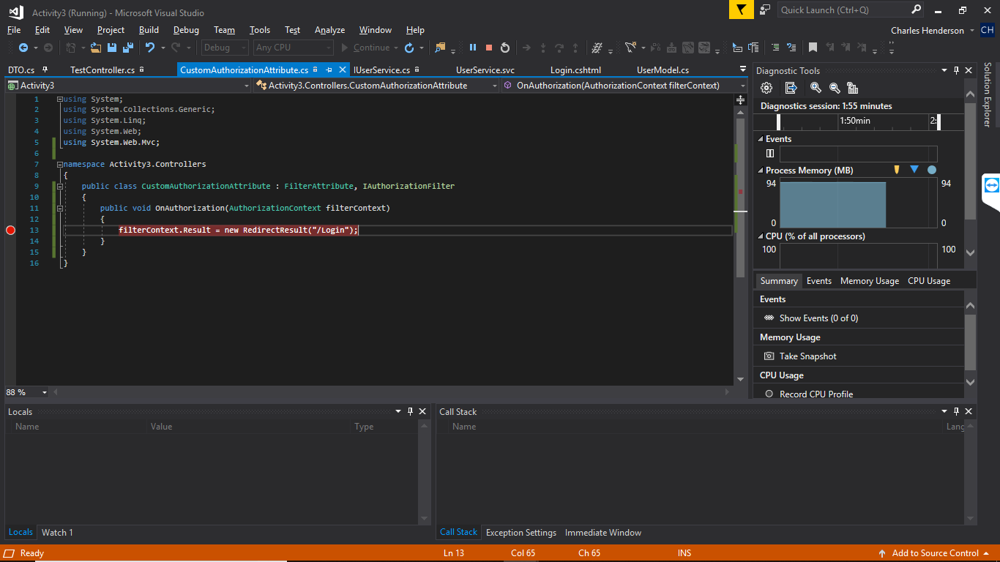 Activity3 (Running) - Microsoft Visual Studio
Quick Launch (Ctrl+Q)
File Edit View Project Build Debug Team Tools Test Analyze Window Help
Charles Henderson CH
Debug Any CPU Continue
DTO.cs TestController.cs CustomAuthorizationAttribute.cs IUserService.cs UserService.svc Login.cshtml UserModel.cs
Activity3 Activity3.Controllers.CustomAuthorizationAttribute OnAuthorization(AuthorizationContext filterContext)
1 using System;
2 using System.Collections.Generic;
3 using System.Linq;
4 using System.Web;
5 using System.Web.Mvc;
6
7 namespace Activity3.Controllers
8 {
9 public class CustomAuthorizationAttribute : FilterAttribute, IAuthorizationFilter
10 {
11 public void OnAuthorization(AuthorizationContext filterContext)
12 {
13 filterContext.Result = new RedirectResult("/Login");
14 }
15 }
16 }
88 %
Diagnostic Tools
Diagnostics session: 1:55 minutes
1:50min 2:
Events
Process Memory (MB)
94 94
0 0
CPU (% of all processors)
100 100
Summary Events Memory Usage CPU Usage
Events
Show Events (0 of 0)
Memory Usage
Take Snapshot
CPU Usage
Record CPU Profile
Solution Explorer
Locals
Name Value Type
Locals Watch 1
Call Stack
Name Lang
Call Stack Exception Settings Immediate Window
Ready Ln 13 Col 65 Ch 65 INS Add to Source Control